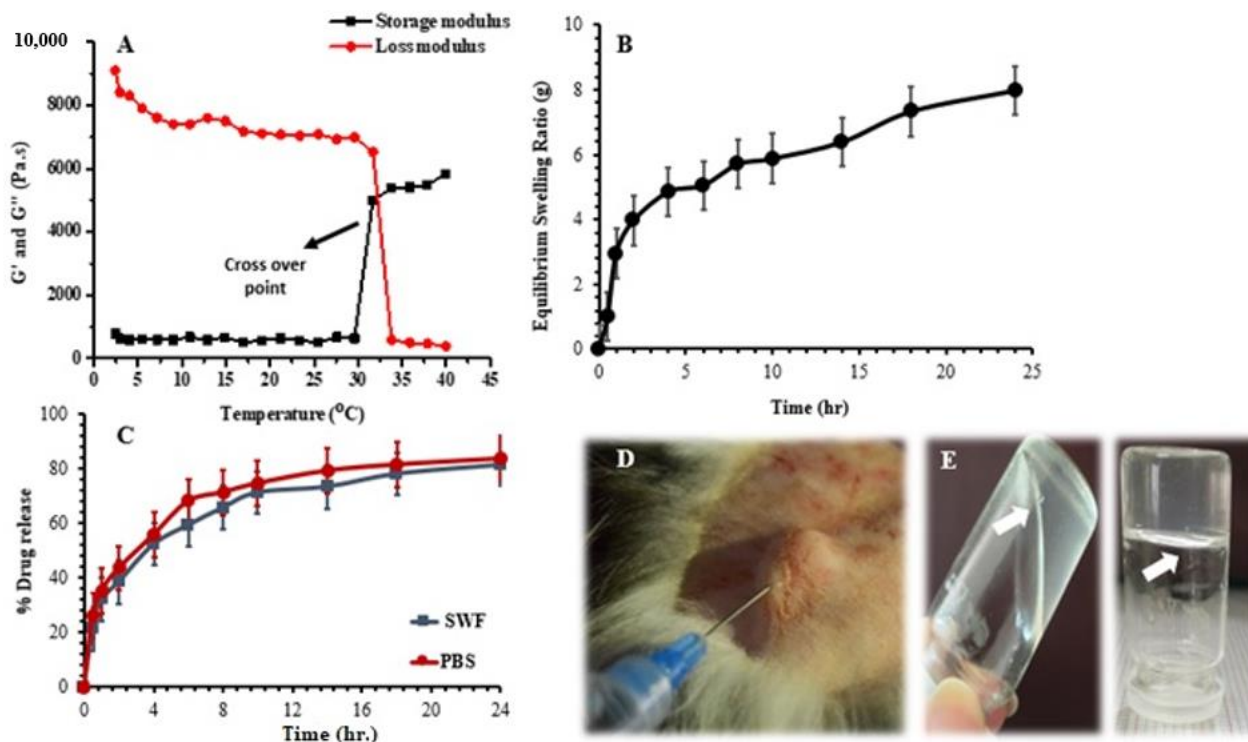 Storage modulus
Loss modulus
A
G' and G'' (Pa.s)
10,000
8000
6000
4000
2000
0
Cross over
point
0 5 10 15 20 25 30 35 40 45
Temperature (⁰C)
B
Equilibrium Swelling Ratio (g)
10
8
6
4
2
0
0 5 10 15 20 25
Time (hr)
C
% Drug release
100
80
60
40
20
0
SWF
PBS
0 4 8 12 16 20 24
Time (hr.)
D
E